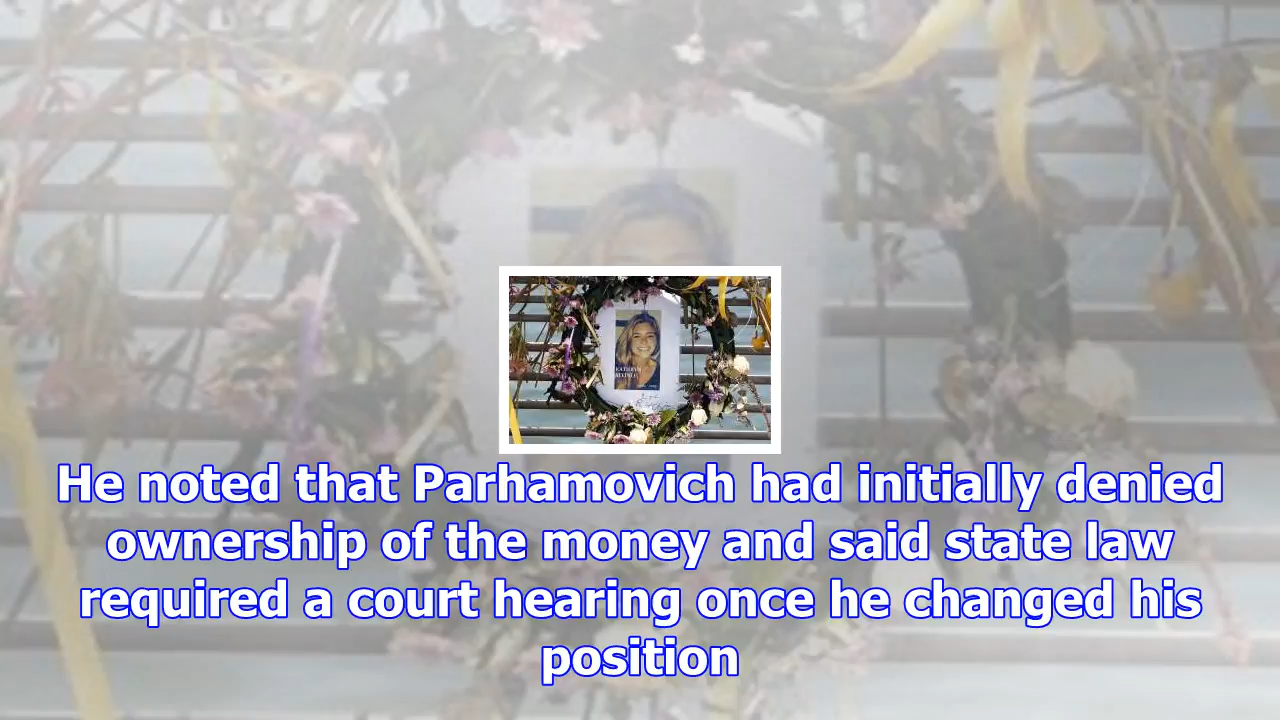 KATHRYN
He noted that Parhamovich had initially denied
ownership of the money and said state law
required a court hearing once he changed his
position